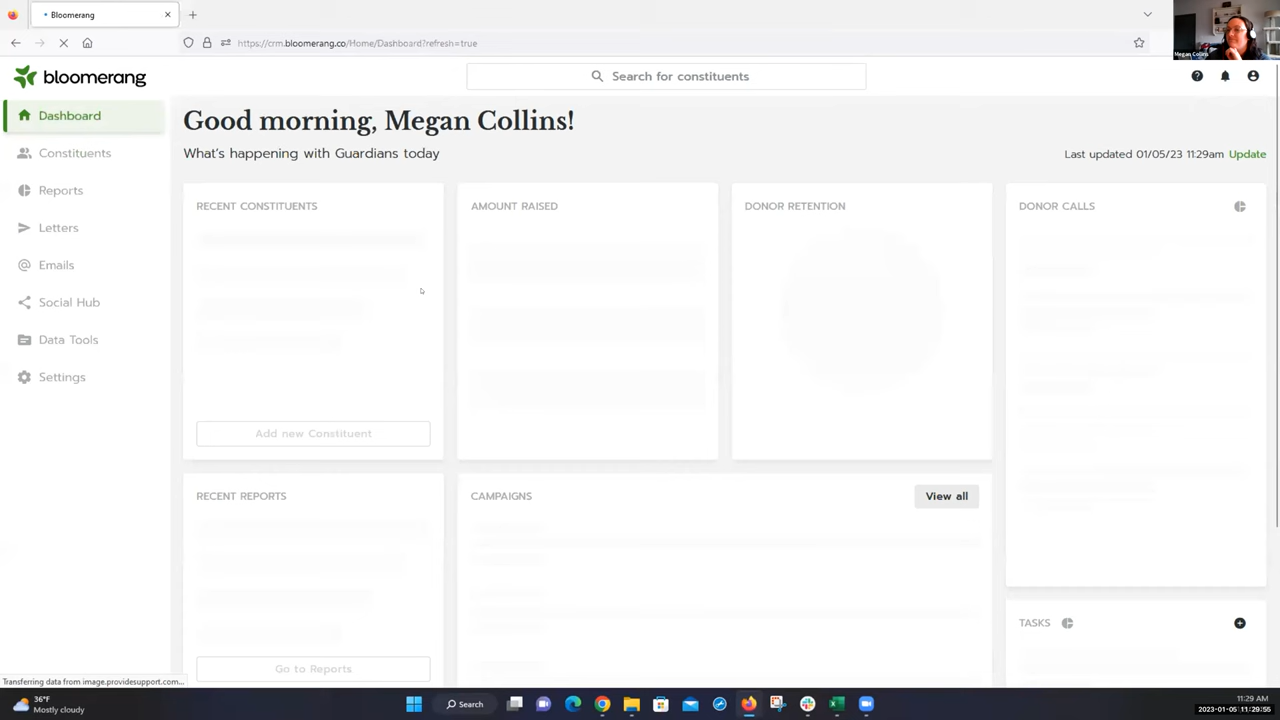 Bloomerang
https://crm.bloomerang.co/Home/Dashboard?refresh=true
Megan Collins
bloomerang
Search for constituents
Dashboard
Constituents
Reports
Letters
Emails
Social Hub
Data Tools
Settings
Good morning, Megan Collins!
What's happening with Guardians today
Last updated 01/05/23 11:29am Update
RECENT CONSTITUENTS
Add new Constituent
AMOUNT RAISED
DONOR RETENTION
DONOR CALLS
RECENT REPORTS
Go to Reports
CAMPAIGNS
View all
TASKS
Transferring data from image.providesupport.com...
36°F
Mostly cloudy
Search
11:29 AM
2023-01-05 11:29:55